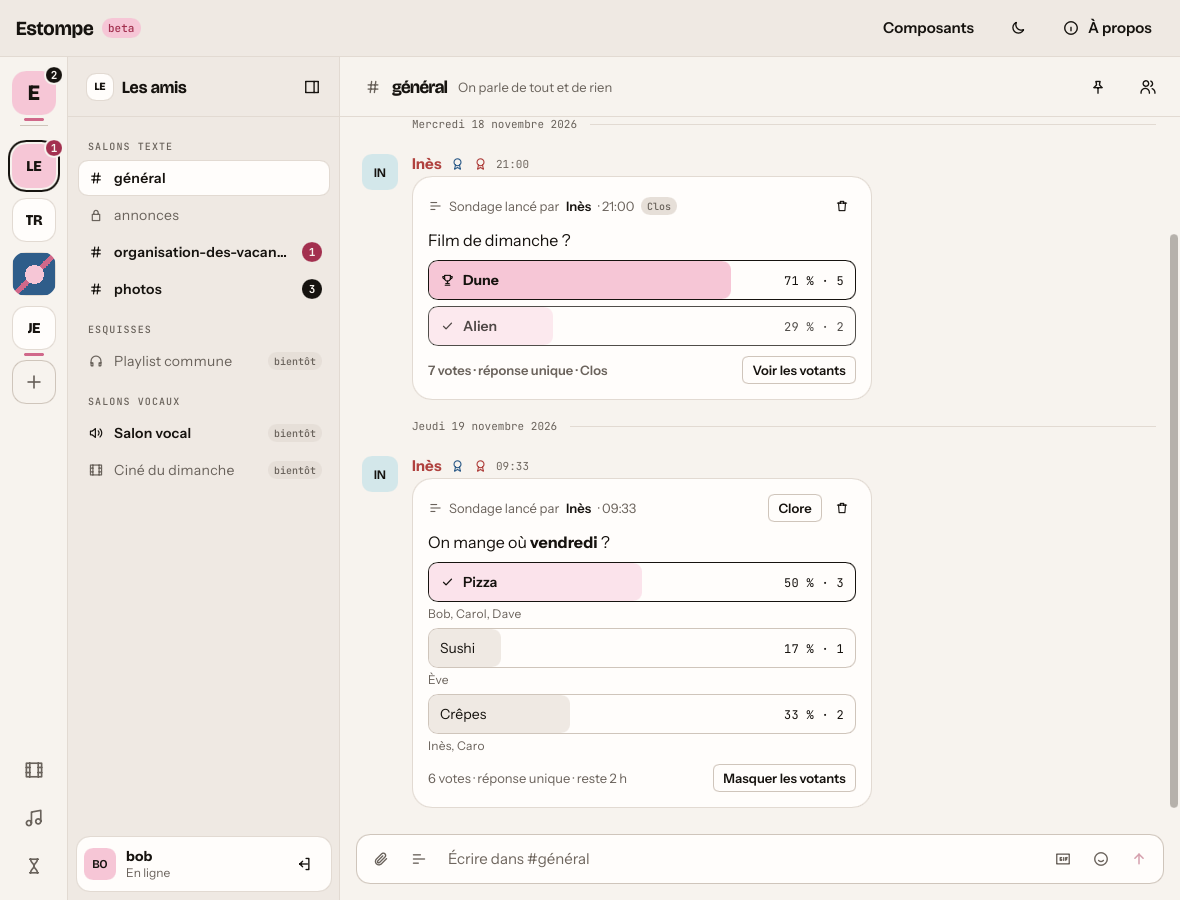 Estompe beta
Composants
À propos
E 2
LE 1
TR
JE
LE Les amis
SALONS TEXTE
# général
annonces
# organisation-des-vacan... 1
# photos 3
ESQUISSES
Playlist commune bientôt
SALONS VOCAUX
Salon vocal bientôt
Ciné du dimanche bientôt
BO bob
En ligne
# général On parle de tout et de rien
Mercredi 18 novembre 2026
IN Inès 21:00
Sondage lancé par Inès · 21:00 Clos
Film de dimanche ?
Dune 71 % · 5
Alien 29 % · 2
7 votes · réponse unique · Clos Voir les votants
Jeudi 19 novembre 2026
IN Inès 09:33
Sondage lancé par Inès · 09:33 Clore
On mange où vendredi ?
Pizza 50 % · 3
Bob, Carol, Dave
Sushi 17 % · 1
Ève
Crêpes 33 % · 2
Inès, Caro
6 votes · réponse unique · reste 2 h Masquer les votants
Écrire dans #général GIF